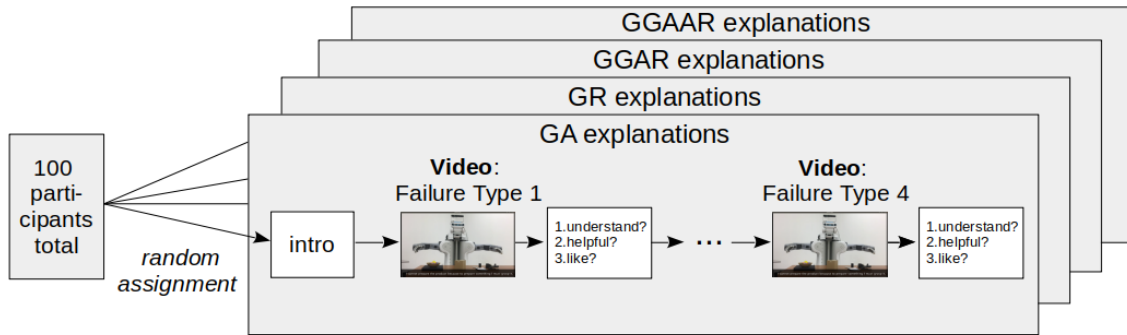 GGAAR explanations
GGAR explanations
GR explanations
GA explanations
100
parti-
cipants
total
random
assignment
intro
Video:
Failure Type 1
1.understand?
2.helpful?
3.like?
...
Video:
Failure Type 4
1.understand?
2.helpful?
3.like?